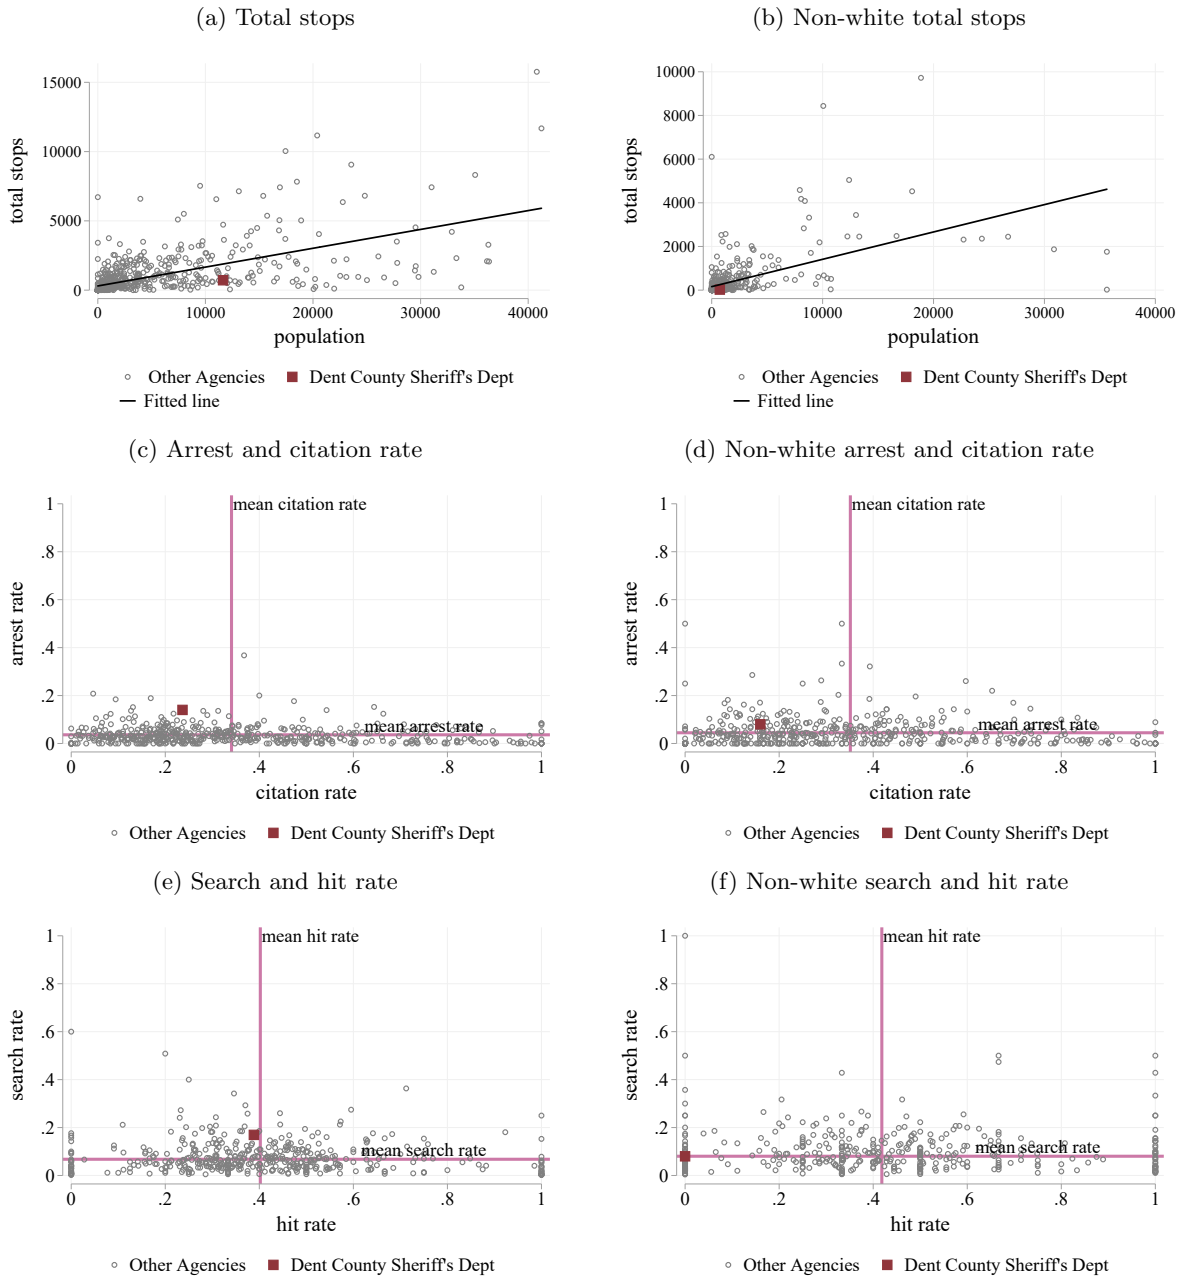 (a) Total stops
(b) Non-white total stops
total stops
15000
10000
5000
0
0 10000 20000 30000 40000
population
Other Agencies Dent County Sheriff's Dept
Fitted line
total stops
10000
8000
6000
4000
2000
0
0 10000 20000 30000 40000
population
Other Agencies Dent County Sheriff's Dept
Fitted line
(c) Arrest and citation rate
(d) Non-white arrest and citation rate
arrest rate
1
.8
.6
.4
.2
0
mean citation rate
mean arrest rate
0 .2 .4 .6 .8 1
citation rate
Other Agencies Dent County Sheriff's Dept
arrest rate
1
.8
.6
.4
.2
0
mean citation rate
mean arrest rate
0 .2 .4 .6 .8 1
citation rate
Other Agencies Dent County Sheriff's Dept
(e) Search and hit rate
(f) Non-white search and hit rate
search rate
1
.8
.6
.4
.2
0
mean hit rate
mean search rate
0 .2 .4 .6 .8 1
hit rate
Other Agencies Dent County Sheriff's Dept
search rate
1
.8
.6
.4
.2
0
mean hit rate
mean search rate
0 .2 .4 .6 .8 1
hit rate
Other Agencies Dent County Sheriff's Dept